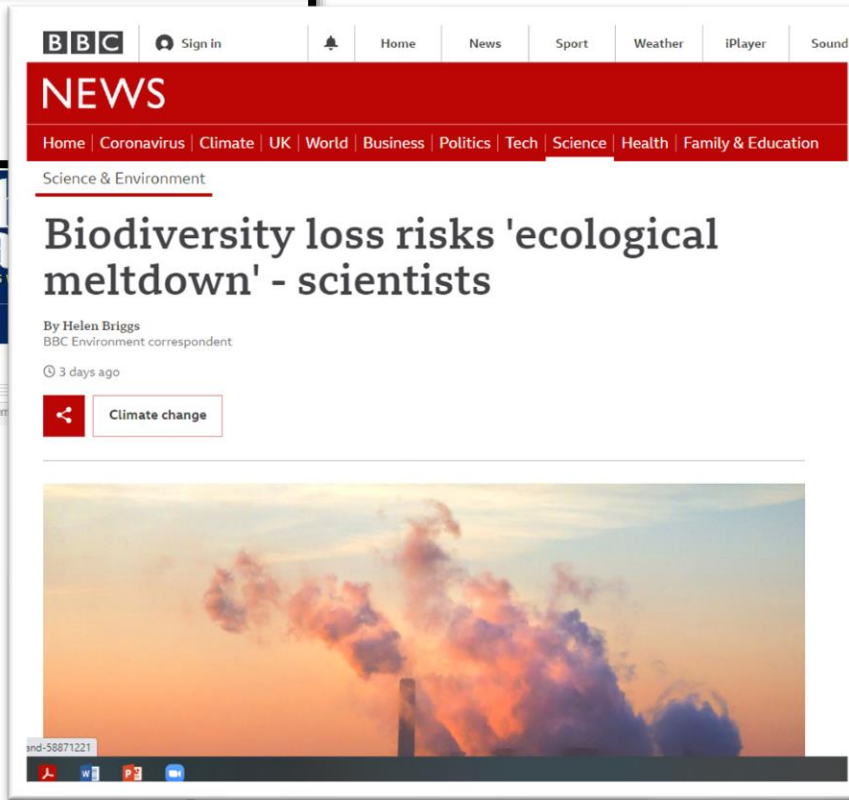 BBC Sign in Home News Sport Weather iPlayer Sound
NEWS
Home Coronavirus Climate UK World Business Politics Tech Science Health Family & Education
Science & Environment
Biodiversity loss risks 'ecological
meltdown' - scientists
By Helen Briggs
BBC Environment correspondent
3 days ago
Climate change
and-58871221